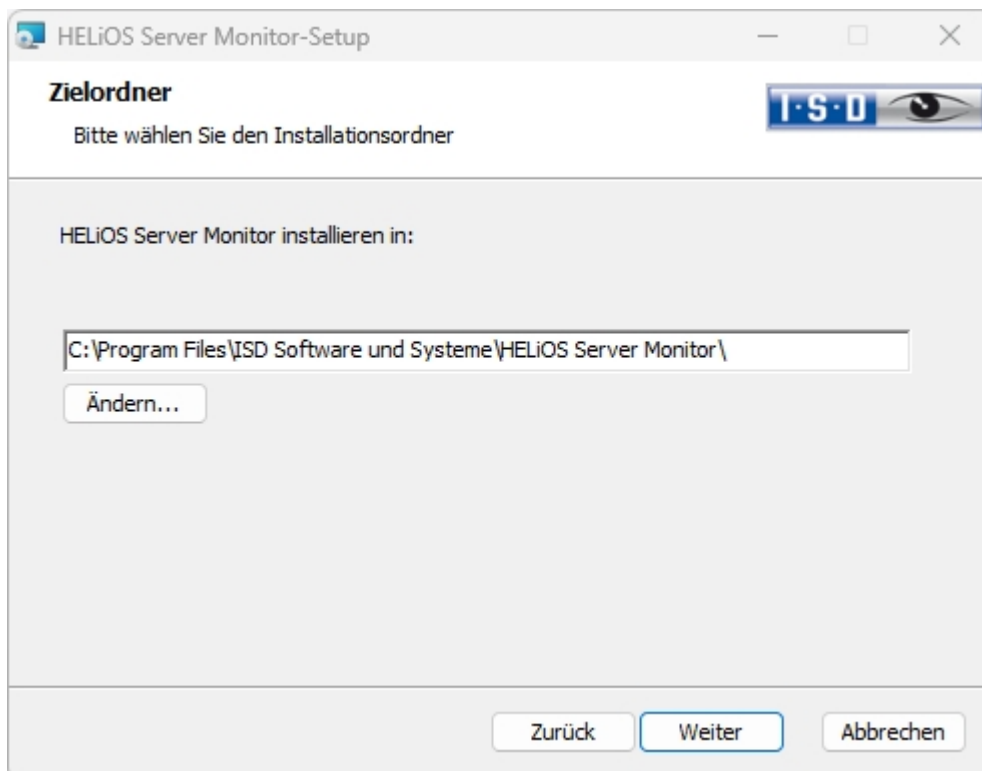 HELiOS Server Monitor-Setup
Zielordner
Bitte wählen Sie den Installationsordner
I·S·D
HELiOS Server Monitor installieren in:
C:\Program Files\ISD Software und Systeme\HELiOS Server Monitor\
Ändern...
Zurück
Weiter
Abbrechen